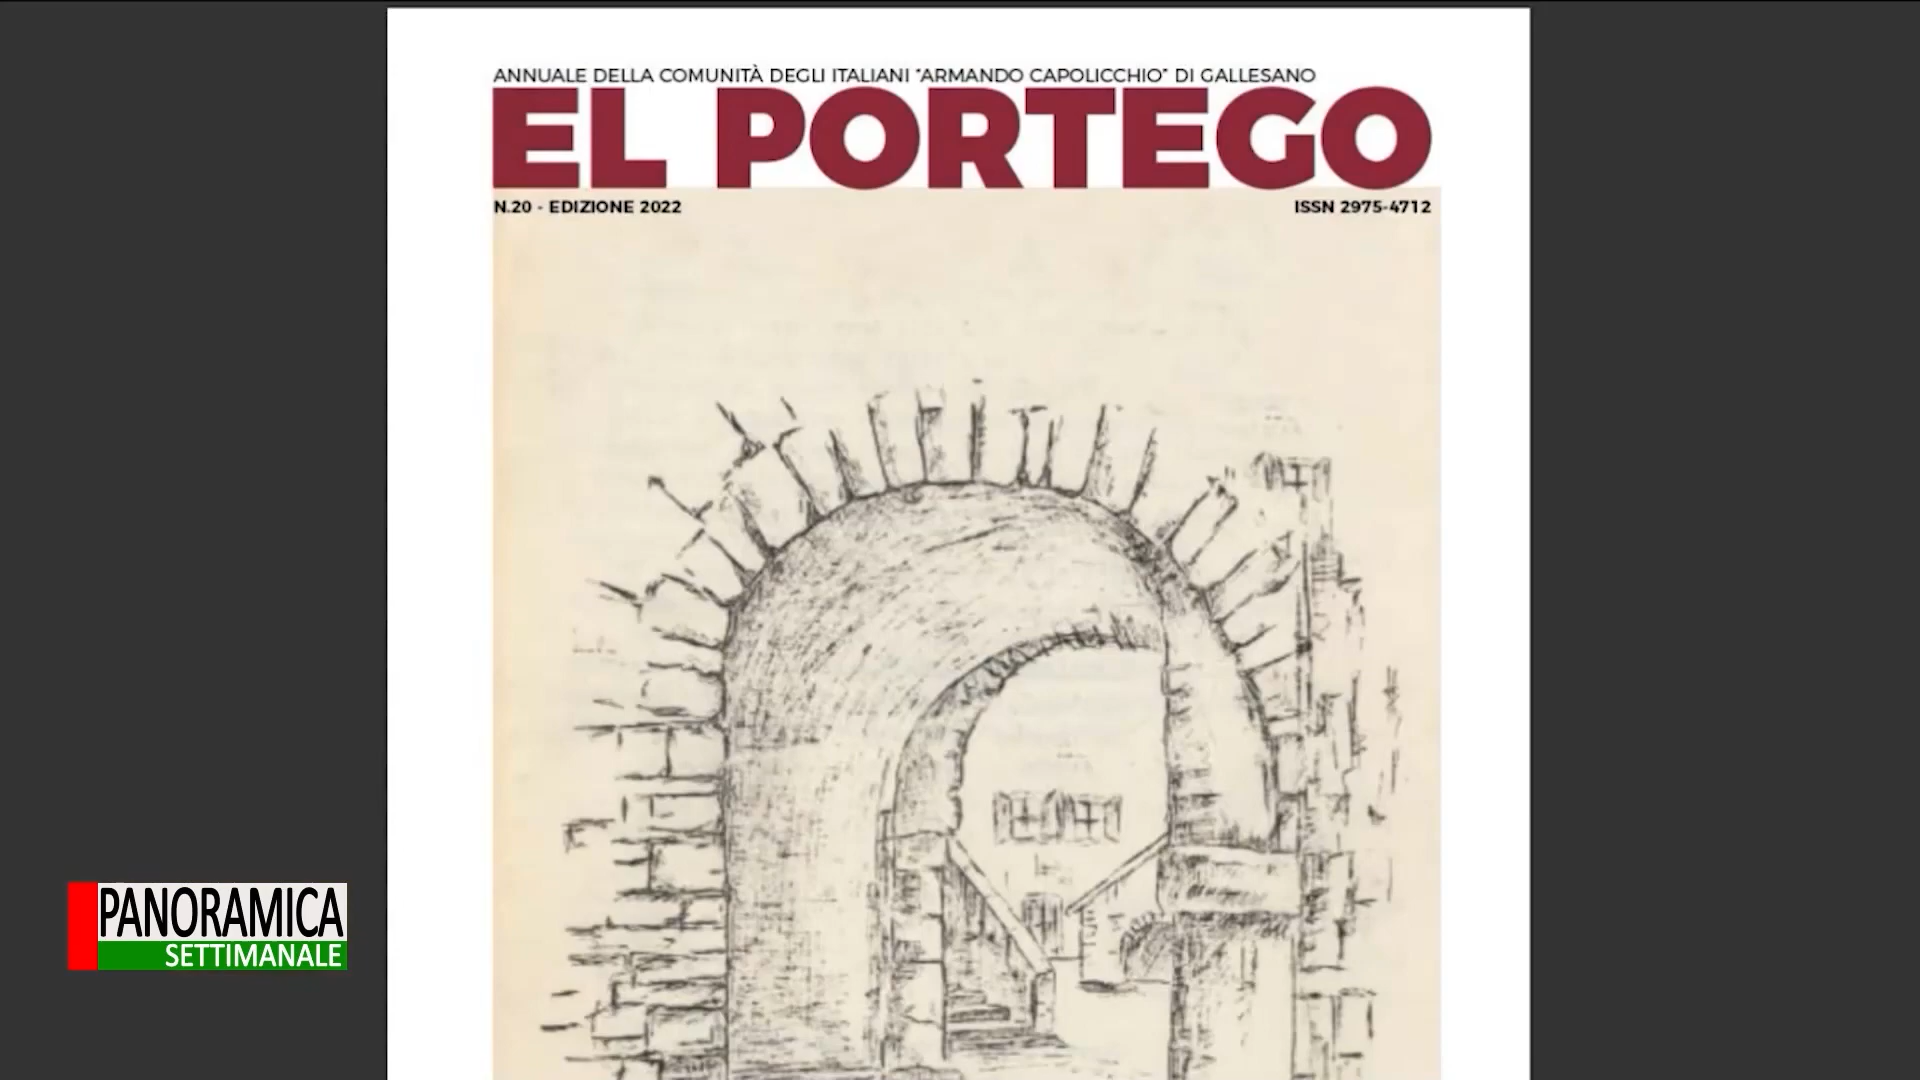 ANNUALE DELLA COMUNITÀ DEGLI ITALIANI "ARMANDO CAPOLICCHIO" DI GALLESANO
EL PORTEGO
N.20 - EDIZIONE 2022
ISSN 2975-4712
PANORAMICA
SETTIMANALE